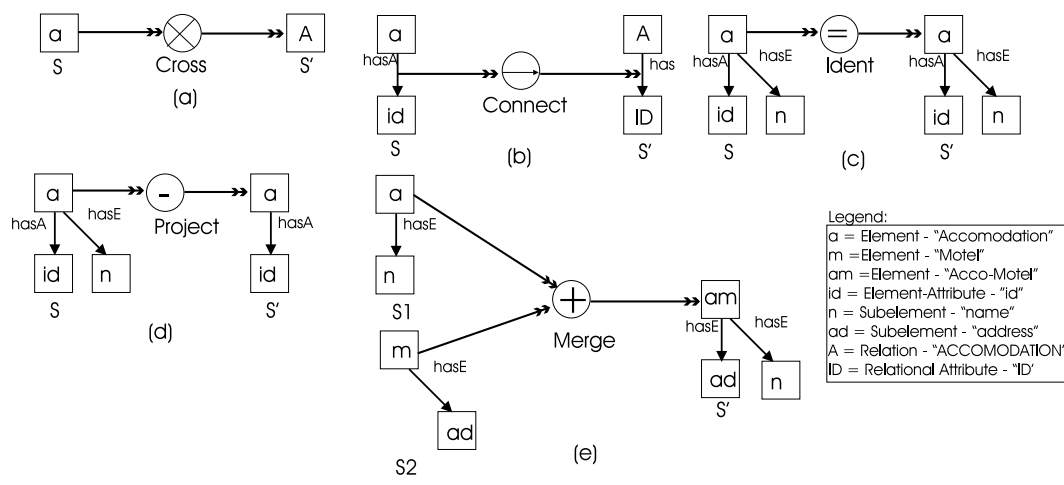 a
Cross
A
S
S'
(a)
a
hasA
Connect
A
has
id
ID
S
S'
(b)
a
hasA
hasE
=
Ident
a
hasA
hasE
id
n
id
n
S
S'
(c)
a
hasA
hasE
-
Project
a
hasA
id
n
id
S
S'
(d)
a
hasE
n
S1
m
hasE
ad
S2
+
Merge
am
hasE
hasE
ad
n
S'
(e)
Legend:
a = Element - "Accomodation"
m =Element - "Motel"
am =Element - "Acco-Motel"
id = Element-Attribute - "id"
n = Subelement - "name"
ad = Subelement - "address"
A = Relation - "ACCOMODATION"
ID = Relational Attribute - "ID'